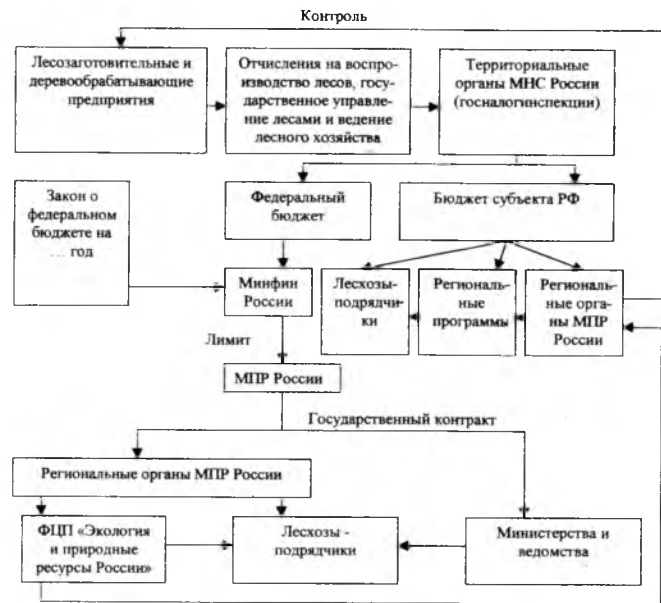 Контроль
Лесозаготовительные и
деревообрабатывающие
предприятия
Отчисления на воспро-
изводство лесов, госу-
дарственное управле-
ние лесами и ведение
лесного хозяйства
Территориальные
органы МНС России
(госналогинспекции)
Закон о
федеральном
бюджете на
... год
Федеральный
бюджет
Бюджет субъекта РФ
Минфин
России
Лесхозы-
подрядчи-
ки
Региональ-
ные
программы
Региональ-
ные орга-
ны МПР
России
Лимит
МПР России
Государственный контракт
Региональные органы МПР России
ФЦП «Экология
и природные
ресурсы России»
Лесхозы -
подрядчики
Министерства и
ведомства